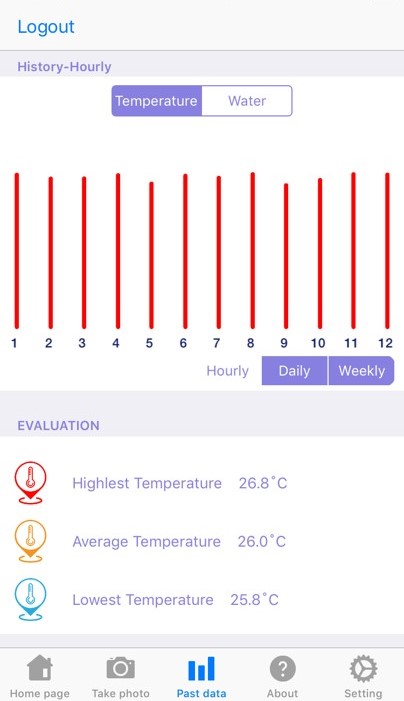 Logout
History-Hourly
Temperature Water
1 2 3 4 5 6 7 8 9 10 11 12
Hourly Daily Weekly
EVALUATION
Highlest Temperature 26.8°C
Average Temperature 26.0°C
Lowest Temperature 25.8°C
Home page Take photo Past data About Setting